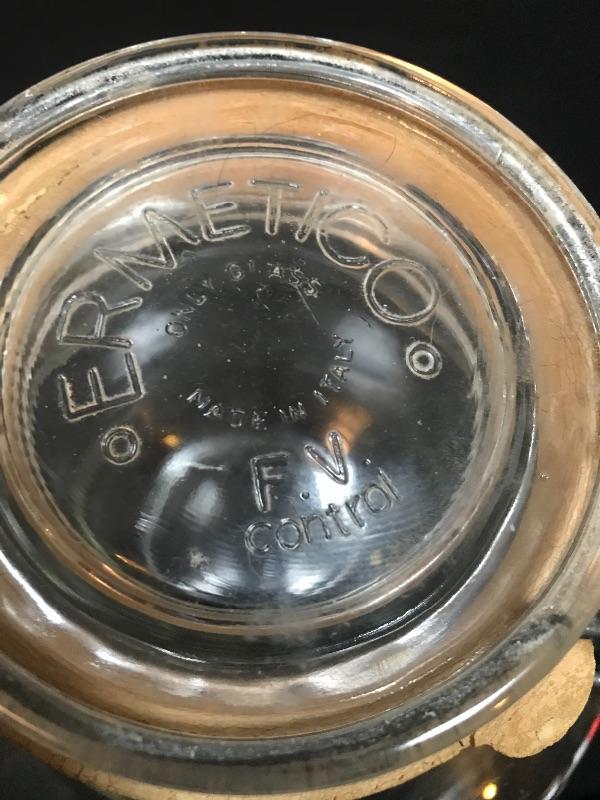 ERMETICO
ONLY GLASS
MADE IN ITALY
F.V.
control